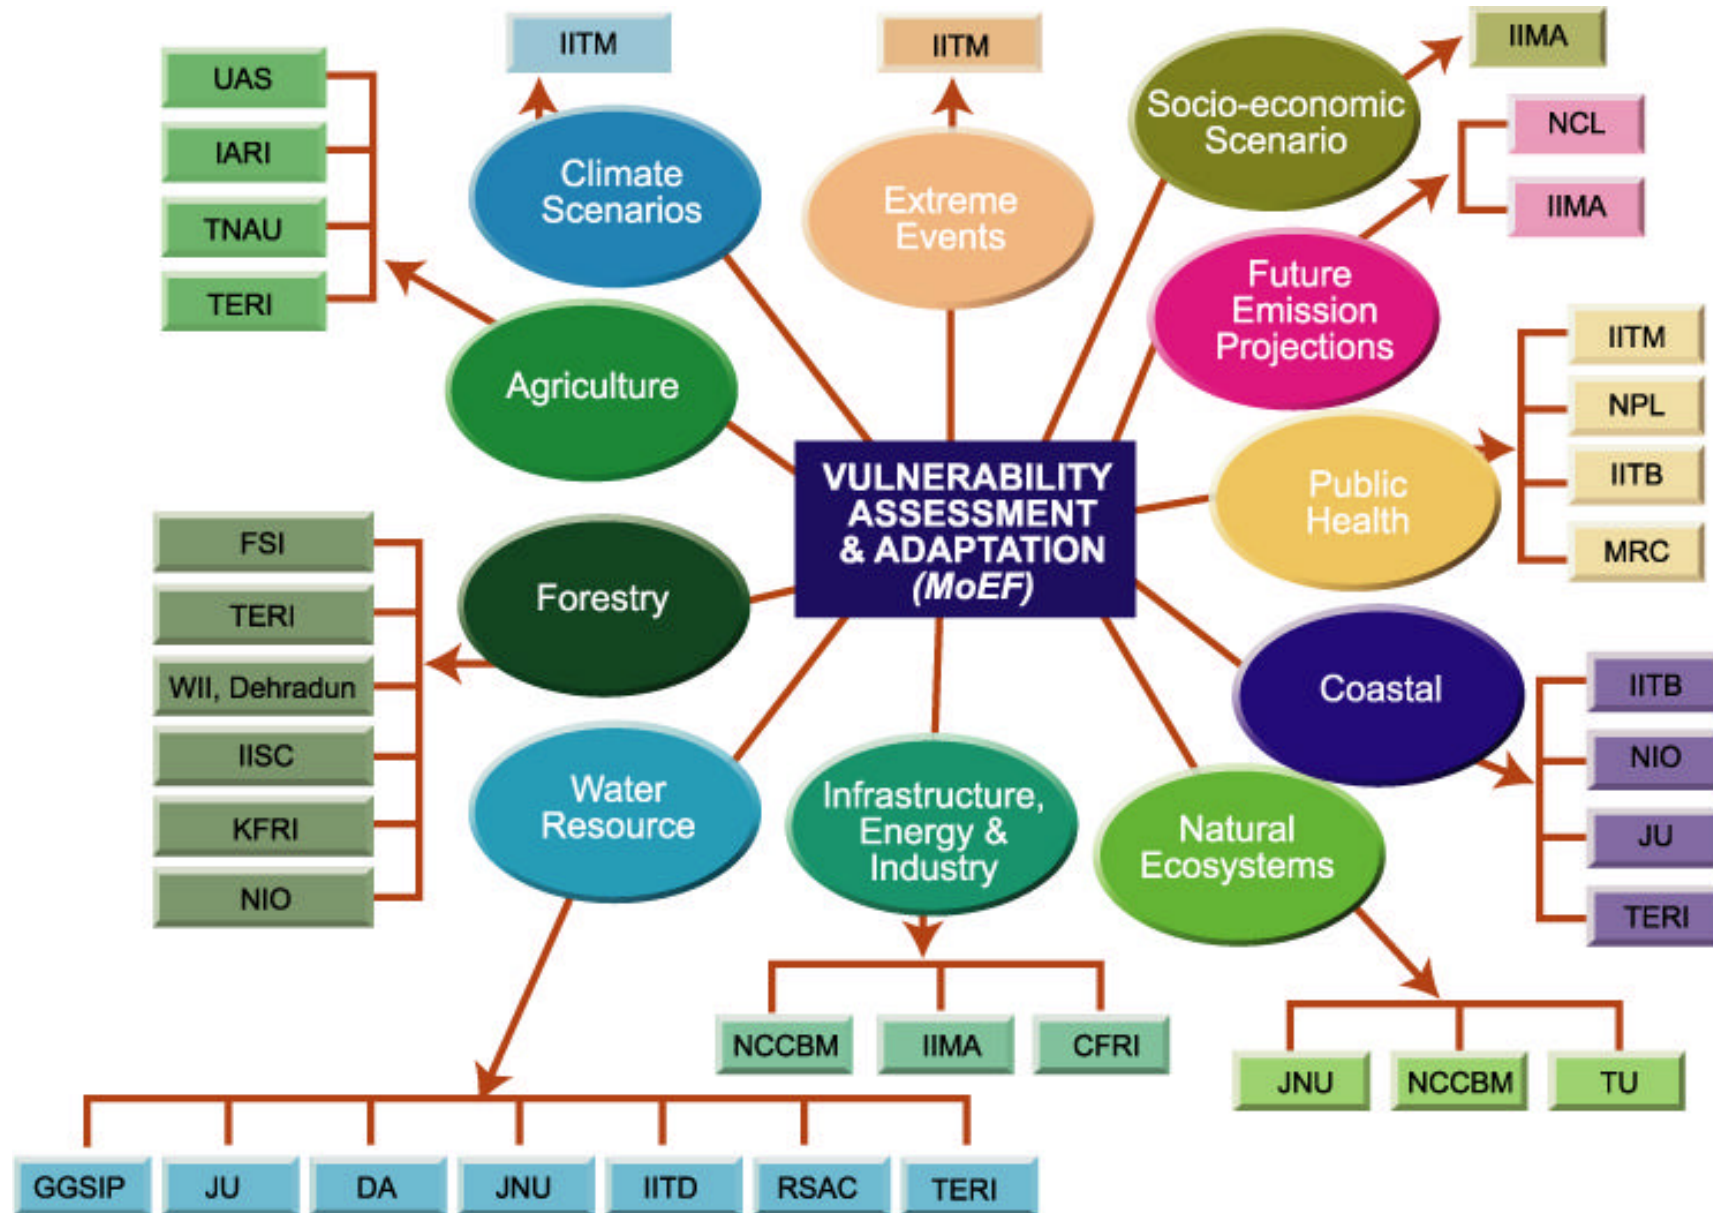 IITM
IITM
IIMA
UAS
IARI
TNAU
TERI
Climate
Scenarios
Extreme
Events
Socio-economic
Scenario
NCL
IIMA
Future
Emission
Projections
Agriculture
IITM
NPL
IITB
MRC
Public
Health
VULNERABILITY
ASSESSMENT
& ADAPTATION
(MoEF)
FSI
TERI
WII, Dehradun
IISC
KFRI
NIO
Forestry
Coastal
IITB
NIO
JU
TERI
Water
Resource
Infrastructure,
Energy &
Industry
Natural
Ecosystems
NCCBM
IIMA
CFRI
JNU
NCCBM
TU
GGSIP
JU
DA
JNU
IITD
RSAC
TERI